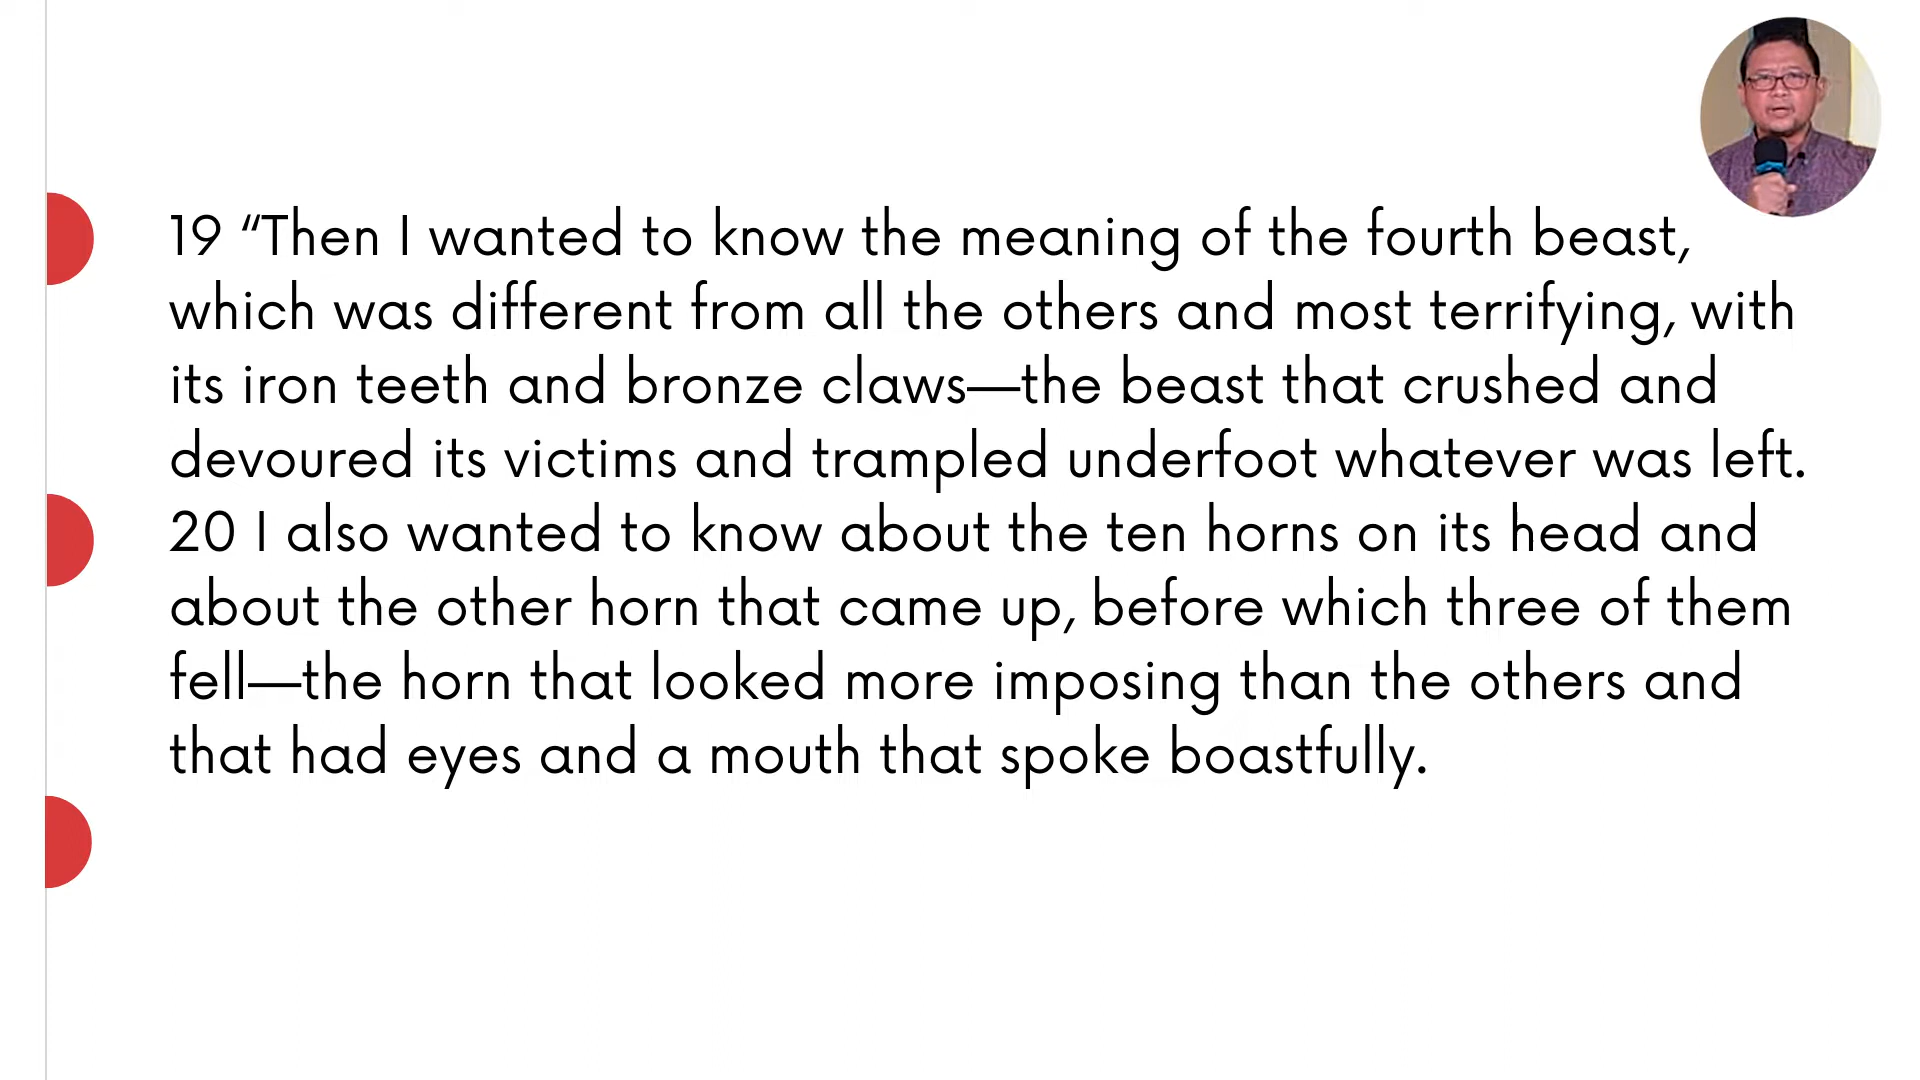 19 “Then I wanted to know the meaning of the fourth beast,
which was different from all the others and most terrifying, with
its iron teeth and bronze claws—the beast that crushed and
devoured its victims and trampled underfoot whatever was left.
20 I also wanted to know about the ten horns on its head and
about the other horn that came up, before which three of them
fell—the horn that looked more imposing than the others and
that had eyes and a mouth that spoke boastfully.